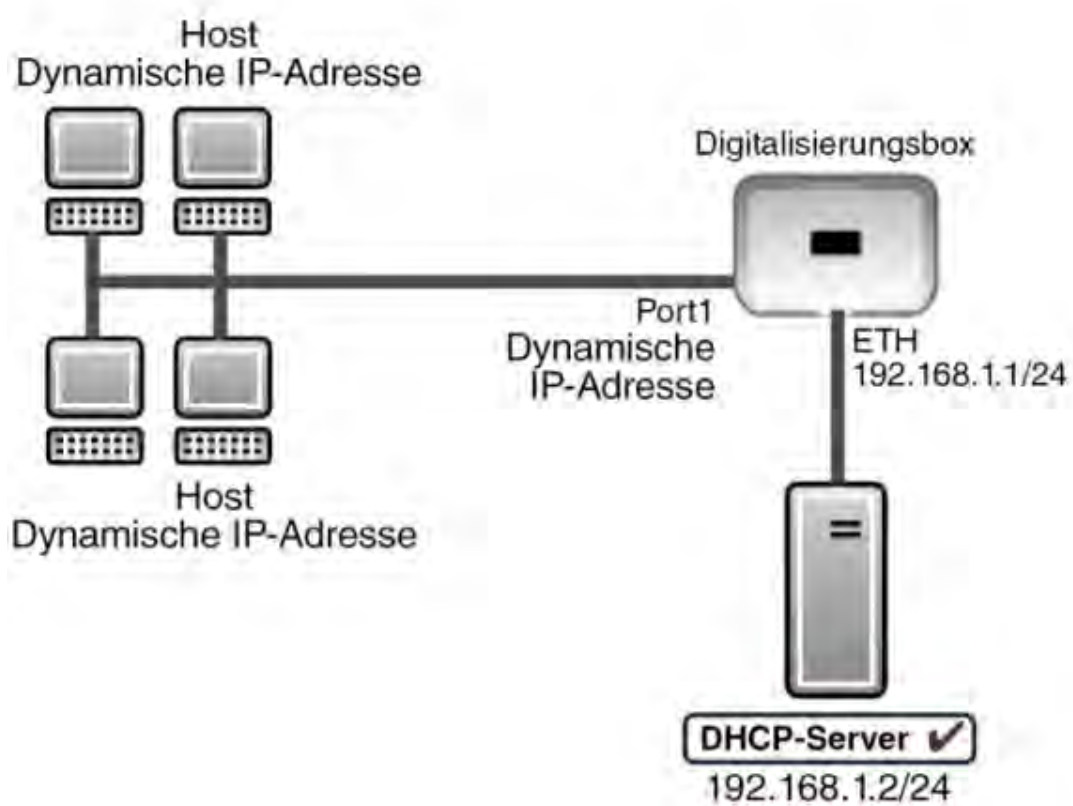 Host
Dynamische IP-Adresse
Digitalisierungsbox
Port1
Dynamische
IP-Adresse
ETH
192.168.1.1/24
Host
Dynamische IP-Adresse
DHCP-Server ✔
192.168.1.2/24